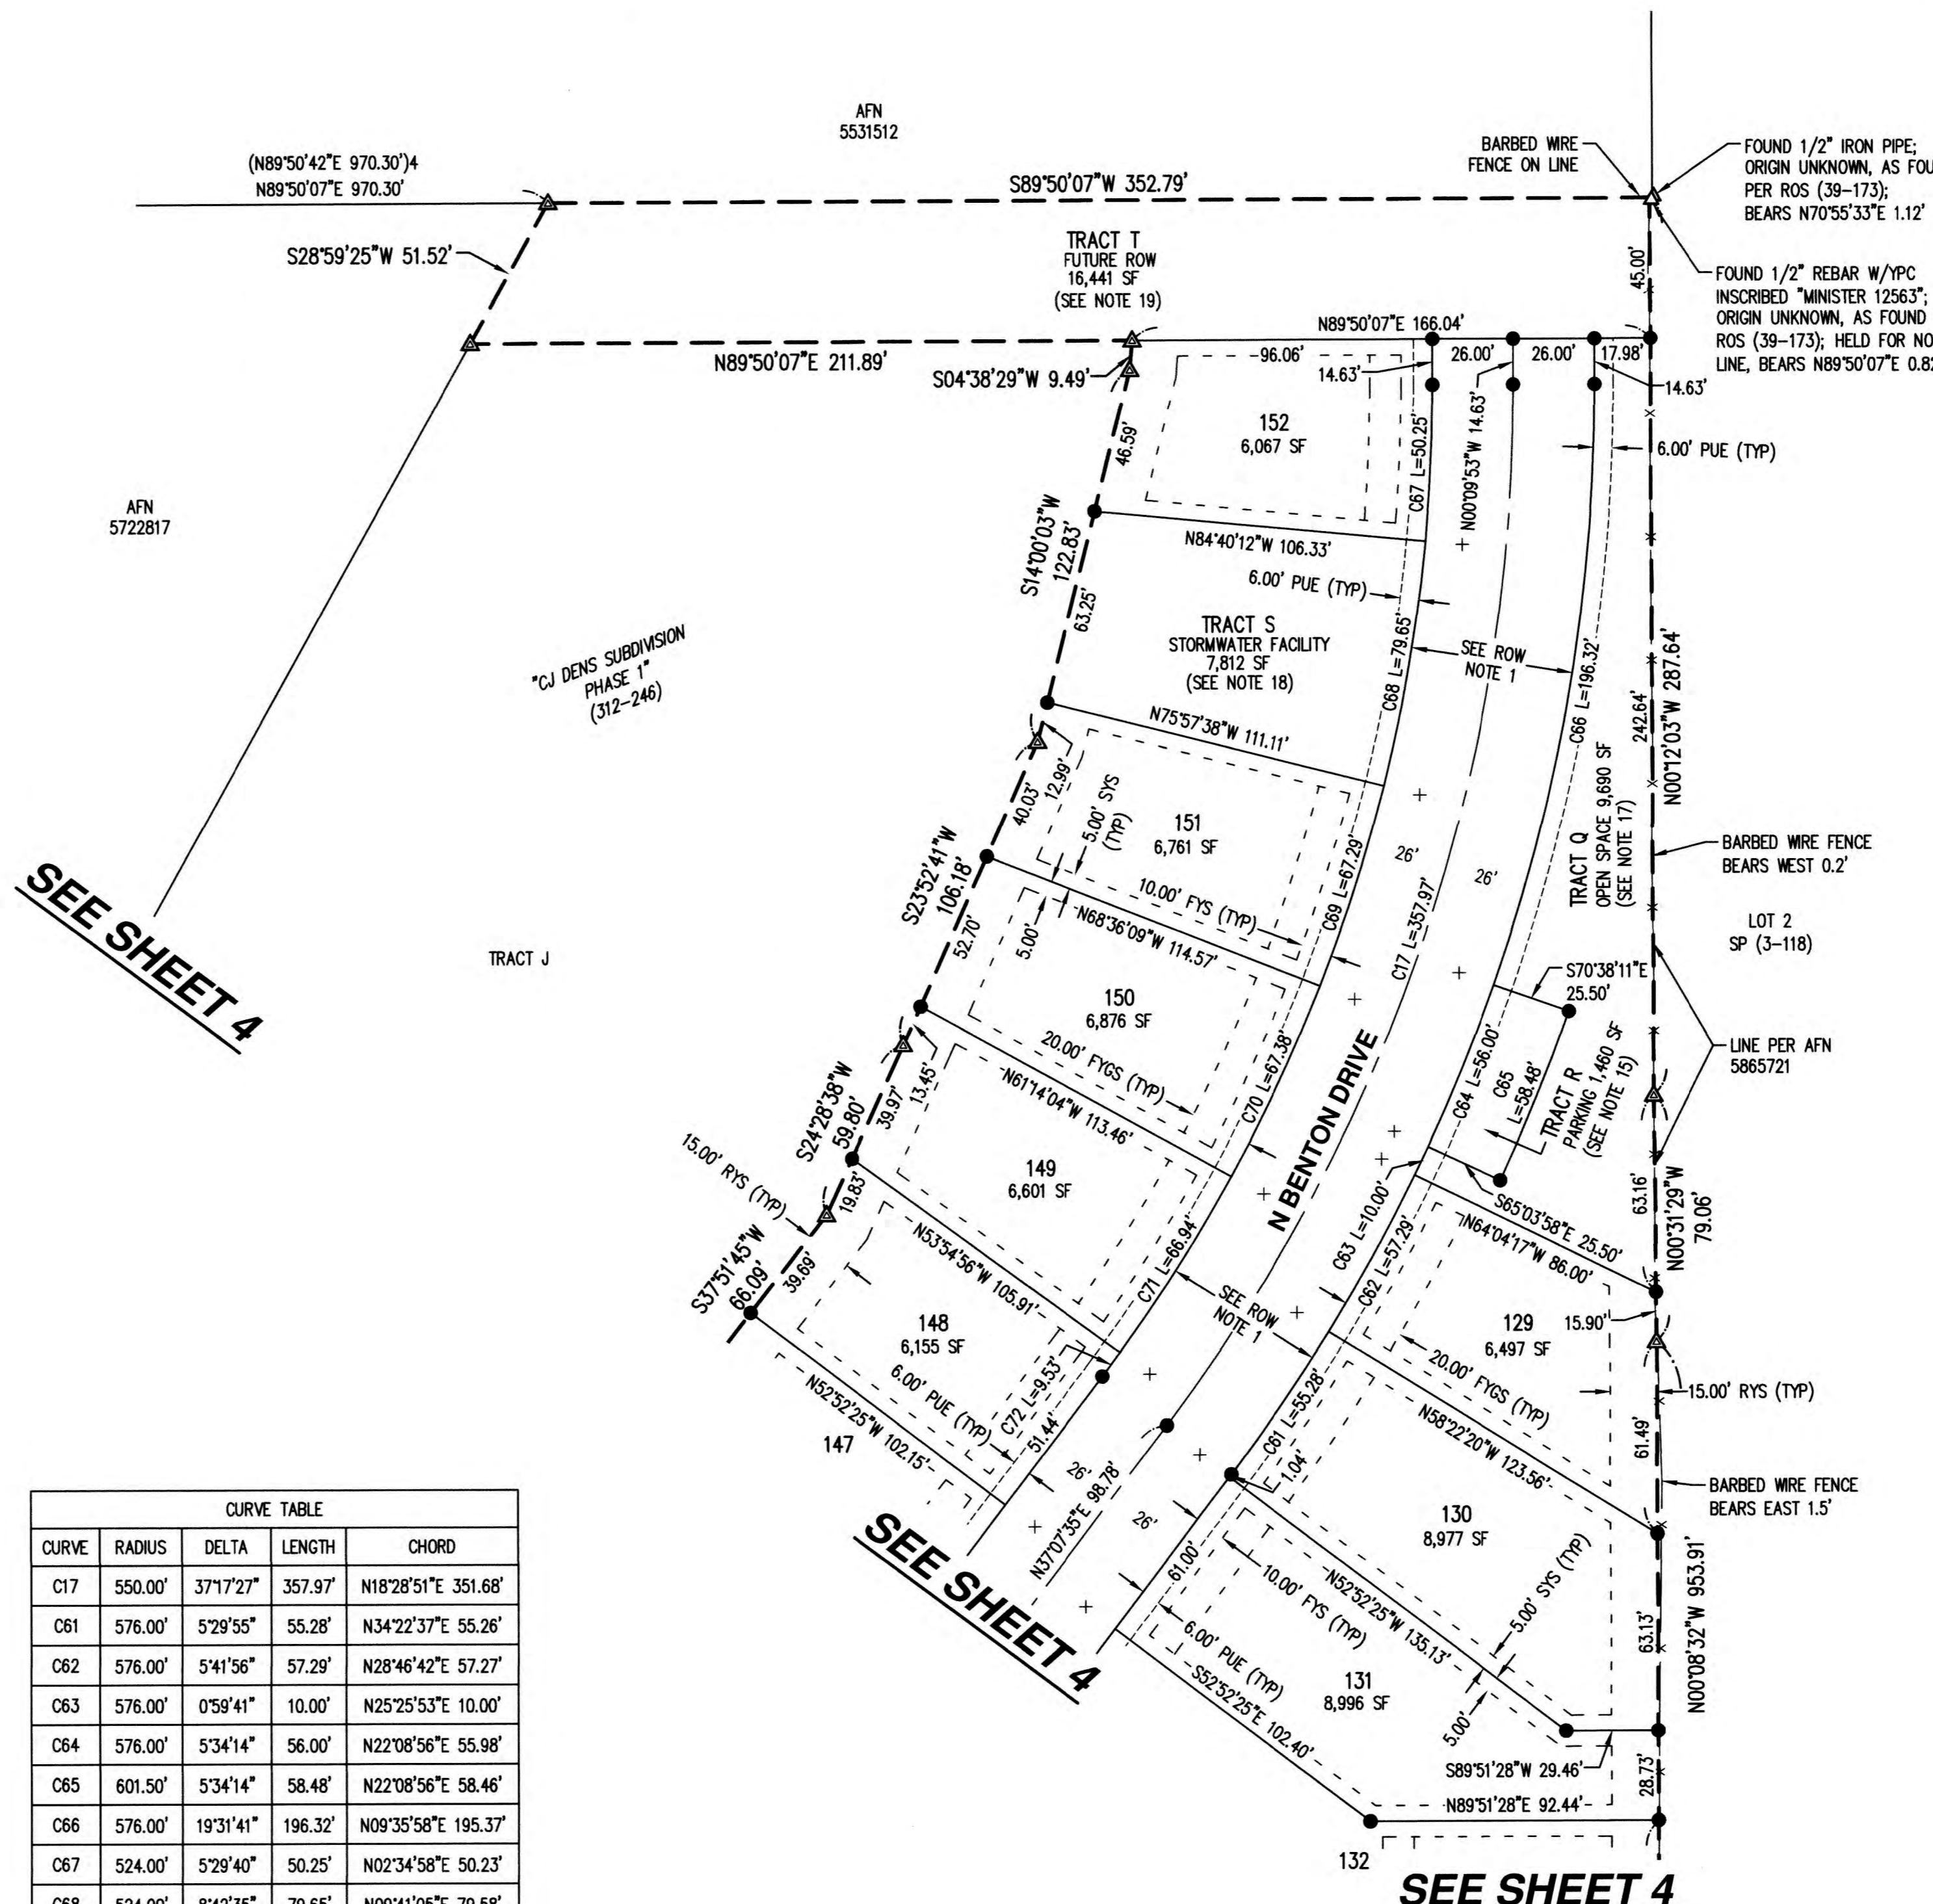 AFN
5531512
(N89°50'42"E 970.30')4
N89°50'07"E 970.30'
S89°50'07"W 352.79'
BARBED WIRE
FENCE ON LINE
FOUND 1/2" IRON PIPE;
ORIGIN UNKNOWN, AS
PER ROS (39-173);
BEARS N70°55'33"E 1.12'
S28°59'25"W 51.52'
TRACT T
FUTURE ROW
16,441 SF
(SEE NOTE 19)
45.00'
FOUND 1/2" REBAR W/YPC
INSCRIBED "MINISTER 12563";
ORIGIN UNKNOWN, AS FOUND
ROS (39-173); HELD FOR
LINE, BEARS N89°50'07"E
N89°50'07"E 166.04'
N89°50'07"E 211.89'
S04°38'29"W 9.49'
96.06'
14.63'
26.00'
26.00'
17.98'
14.63'
N00°09'53"W 14.63'
152
6,067 SF
46.59'
C67 L=50.25'
6.00' PUE (TYP)
AFN
5722817
S14°00'03"W
122.83'
N84°40'12"W 106.33'
6.00' PUE (TYP)
63.25'
TRACT S
STORMWATER FACILITY
7,812 SF
(SEE NOTE 18)
C68 L=79.65'
SEE ROW
NOTE 1
C66 L=196.32'
242.64'
N00°12'03"W 287.64'
"CJ DENS SUBDIVISION
PHASE 1"
(312-246)
N75°57'38"W 111.11'
12.99'
40.03'
5.00' SYS
(TYP)
151
6,761 SF
TRACT Q
OPEN SPACE 9,690 SF
(SEE NOTE 17)
BARBED WIRE FENCE
BEARS WEST 0.2'
S23°52'41"W
106.18'
10.00' FYS (TYP)
C69 L=67.29'
26'
26'
C17 L=357.97'
SEE SHEET 4
52.70'
5.00'
N68°36'09"W 114.57'
LOT 2
SP (3-118)
TRACT J
S70°38'11"E
25.50'
150
6,876 SF
20.00' FYGS (TYP)
C70 L=67.38'
N BENTON DRIVE
C64 L=56.00'
C65
L=58.48'
TRACT R
PARKING 1,460 SF
(SEE NOTE 15)
LINE PER AFN
5865721
S24°28'38"W
59.80'
39.97'
13.45'
N61°14'04"W 113.46'
15.00' RYS (TYP)
149
6,601 SF
19.83'
S65°03'58"E 25.50'
N64°04'17"W 86.00'
63.16'
N00°31'29"W
79.06'
C63 L=10.00'
C62 L=57.29'
C71 L=66.94'
N53°54'56"W 105.91'
S37°51'45"W
66.09'
39.69'
SEE ROW
NOTE 1
148
6,155 SF
129
6,497 SF
15.90'
20.00' FYGS (TYP)
15.00' RYS (TYP)
6.00' PUE (TYP)
C72 L=9.53'
51.44'
N52°52'25"W 102.15'
147
C61 L=55.28'
1.04'
N58°22'20"W 123.56'
61.49'
BARBED WIRE FENCE
BEARS EAST 1.5'
26'
N37°07'35"E 98.78'
26'
130
8,977 SF
SEE SHEET 4
61.00'
10.00' FYS (TYP)
N52°52'25"W 135.13'
5.00' SYS (TYP)
63.13'
N00°08'32"W 953.91'
6.00' PUE (TYP)
S52°52'25"E 102.40'
131
8,996 SF
5.00'
S89°51'28"W 29.46'
28.73'
N89°51'28"E 92.44'
132
SEE SHEET 4
CURVE TABLE
CURVE RADIUS DELTA LENGTH CHORD
C17 550.00' 37°17'27" 357.97' N18°28'51"E 351.68'
C61 576.00' 5°29'55" 55.28' N34°22'37"E 55.26'
C62 576.00' 5°41'56" 57.29' N28°46'42"E 57.27'
C63 576.00' 0°59'41" 10.00' N25°25'53"E 10.00'
C64 576.00' 5°34'14" 56.00' N22°08'56"E 55.98'
C65 601.50' 5°34'14" 58.48' N22°08'56"E 58.46'
C66 576.00' 19°31'41" 196.32' N09°35'58"E 195.37'
C67 524.00' 5°29'40" 50.25' N02°34'58"E 50.23'
C68 524.00' 8°42'35" 79.65' N09°41'05"E 79.58'